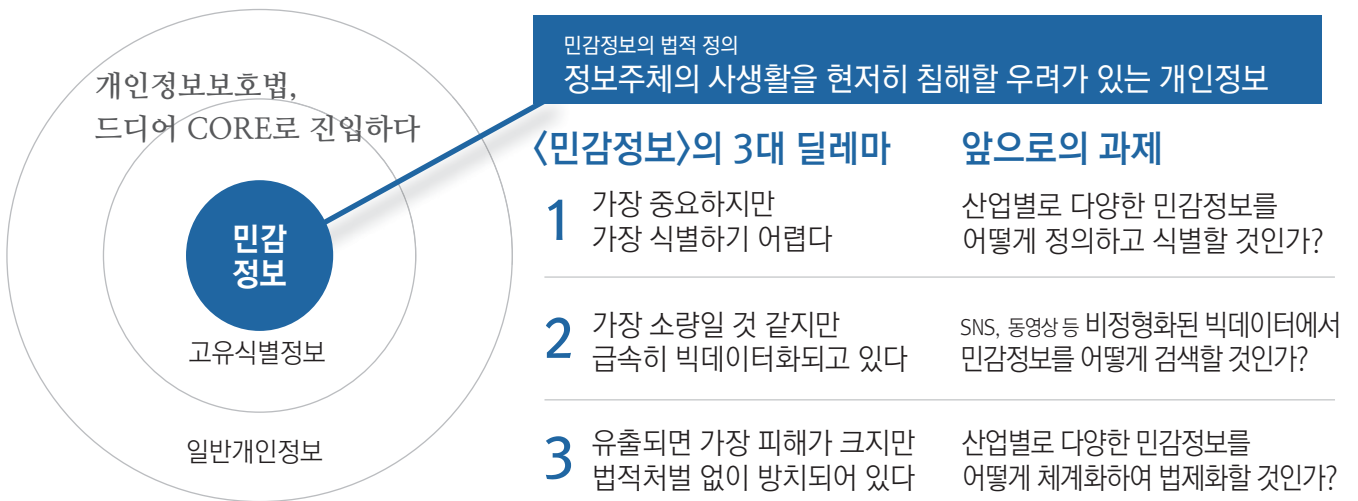 개인정보보호법,
드디어 CORE로 진입하다
민감
정보
고유식별정보
일반개인정보
민감정보의 법적 정의
정보주체의 사생활을 현저히 침해할 우려가 있는 개인정보
〈민감정보〉의 3대 딜레마
앞으로의 과제
1
가장 중요하지만
가장 식별하기 어렵다
산업별로 다양한 민감정보를
어떻게 정의하고 식별할 것인가?
2
가장 소량일 것 같지만
급속히 빅데이터화되고 있다
SNS, 동영상 등 비정형화된 빅데이터에서
민감정보를 어떻게 검색할 것인가?
3
유출되면 가장 피해가 크지만
법적처벌 없이 방치되어 있다
산업별로 다양한 민감정보를
어떻게 체계화하여 법제화할 것인가?